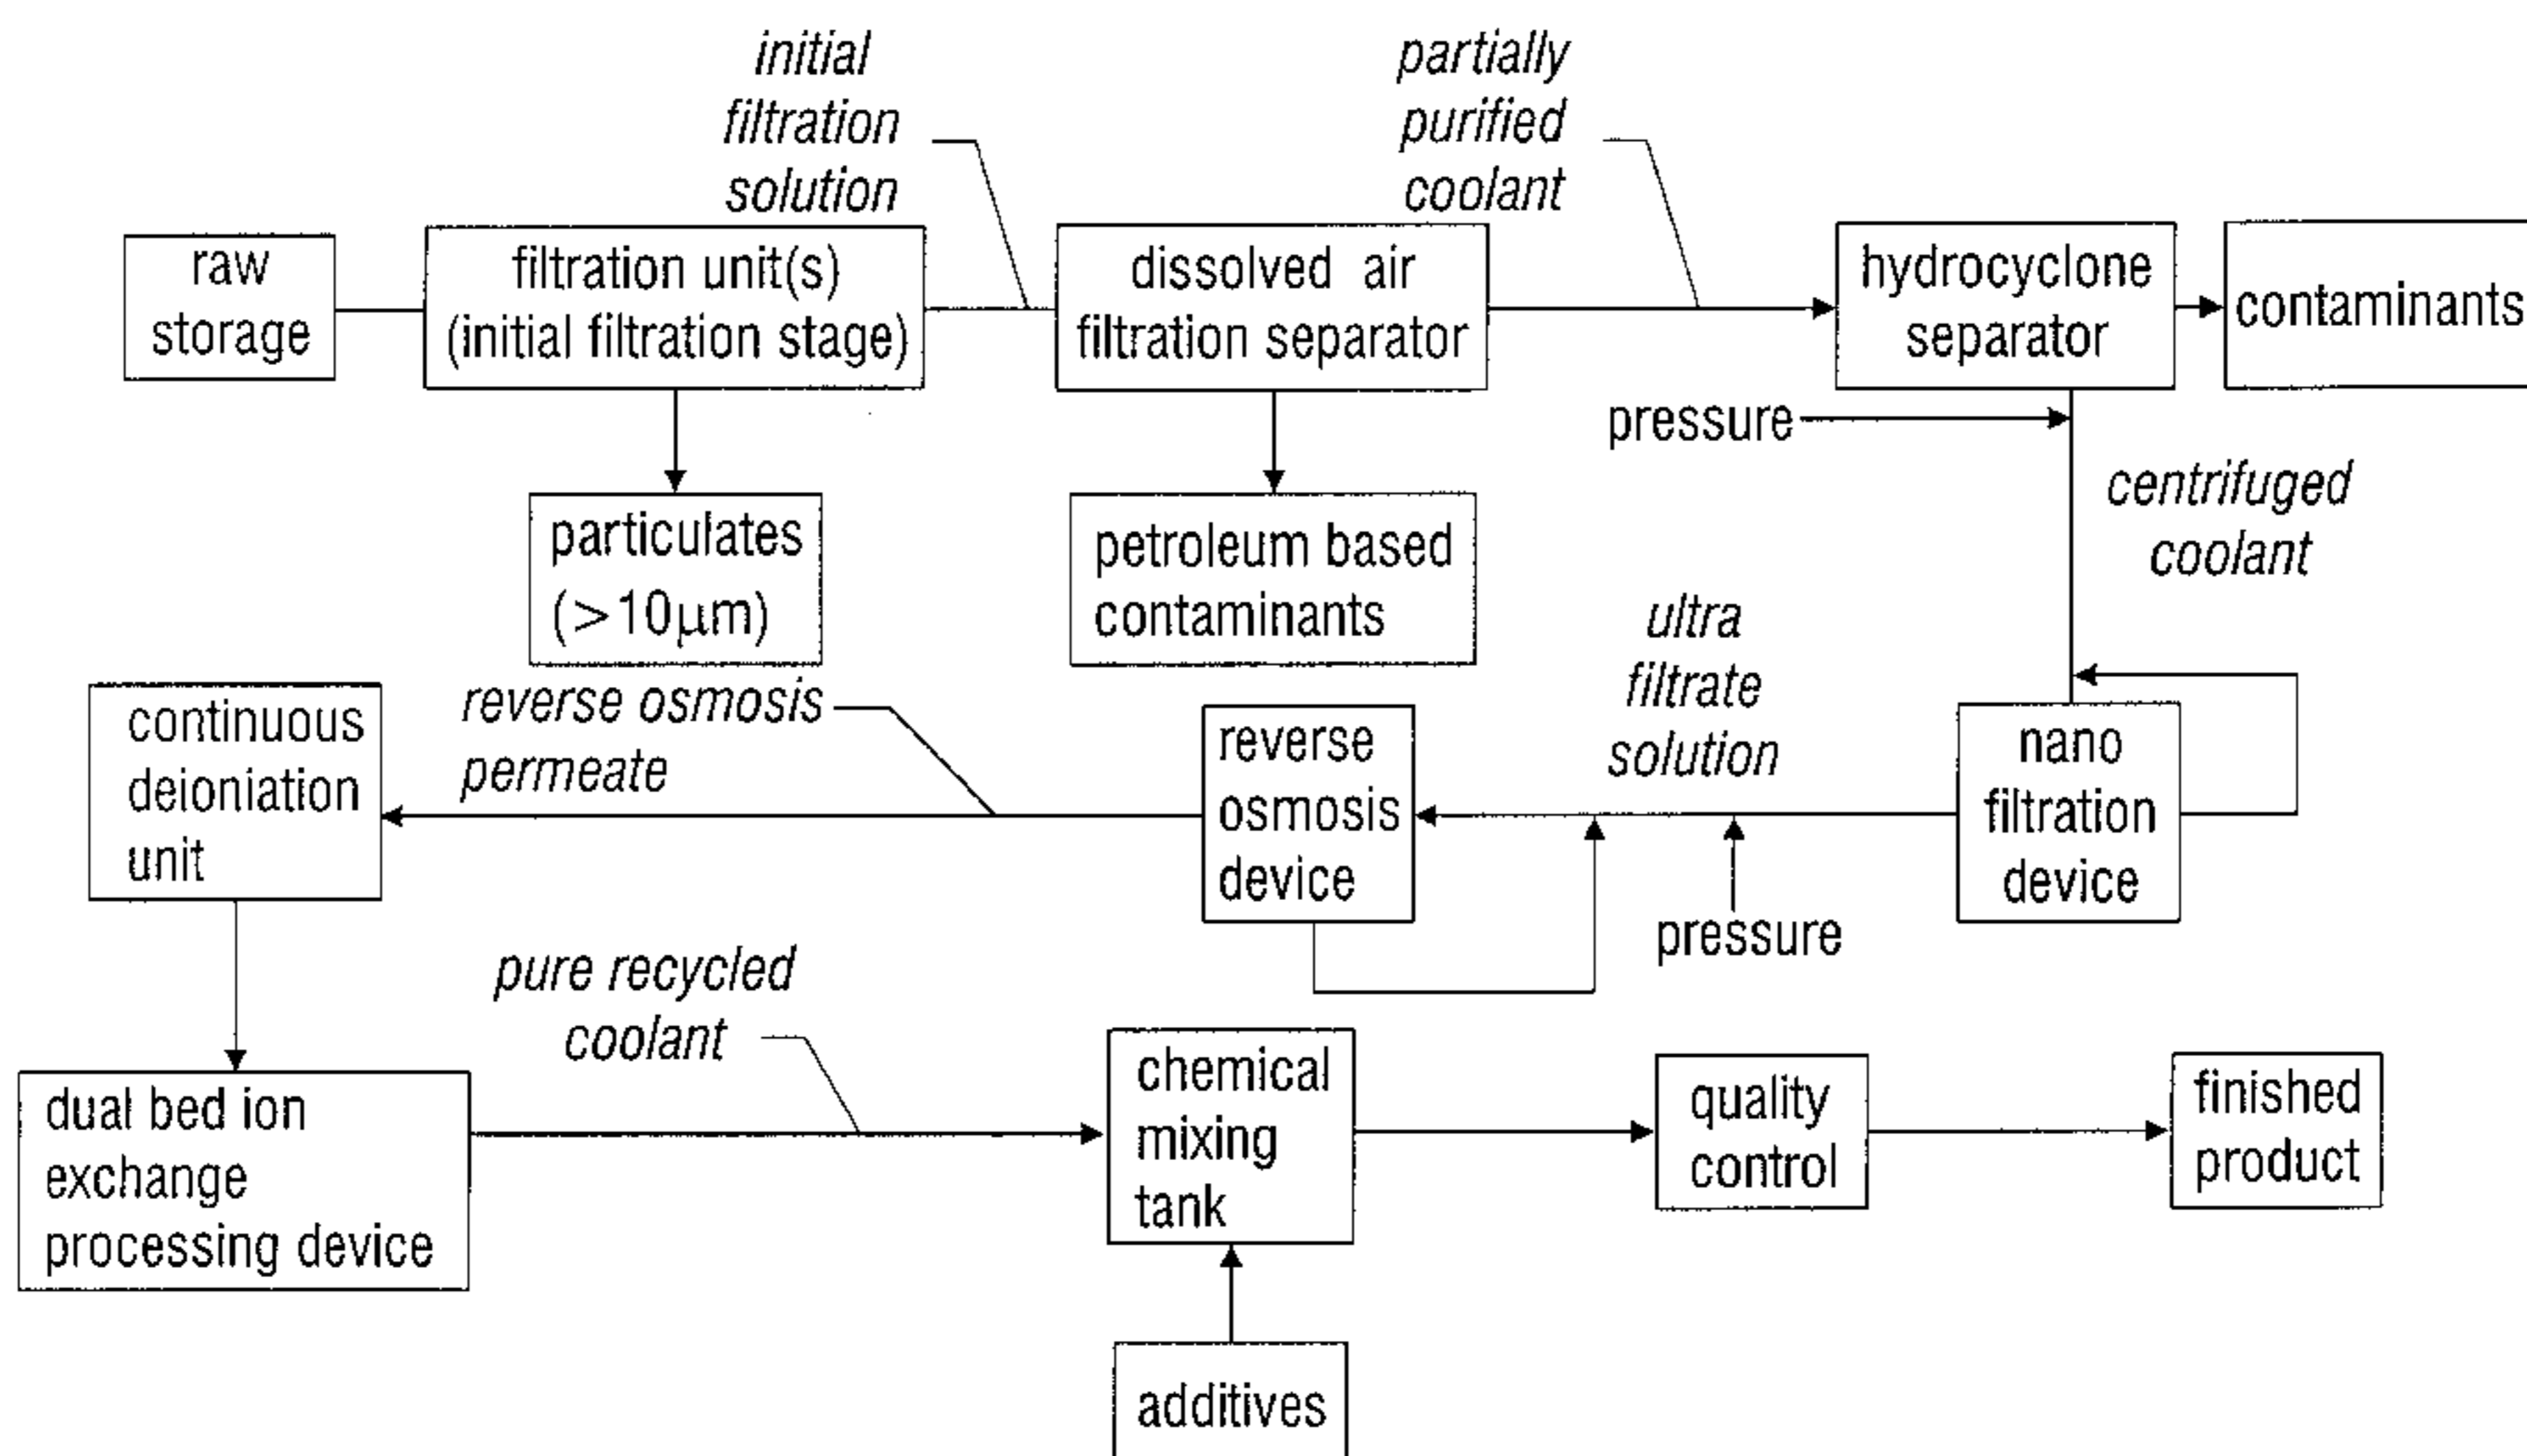 initial
filtration
solution
partially
purified
coolant
raw
storage
filtration unit(s)
(initial filtration stage)
dissolved air
filtration separator
hydrocyclone
separator
contaminants
pressure
particulates
(>10μm)
petroleum based
contaminants
centrifuged
coolant
ultra
filtrate
solution
continuous
deioniation
unit
reverse osmosis
permeate
reverse
osmosis
device
nano
filtration
device
pressure
pure recycled
coolant
dual bed ion
exchange
processing device
chemical
mixing
tank
quality
control
finished
product
additives